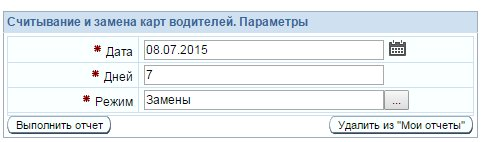 Считывание и замена карт водителей. Параметры
* Дата 08.07.2015
* Дней 7
* Режим Замены ...
Выполнить отчет Удалить из "Мои отчеты"